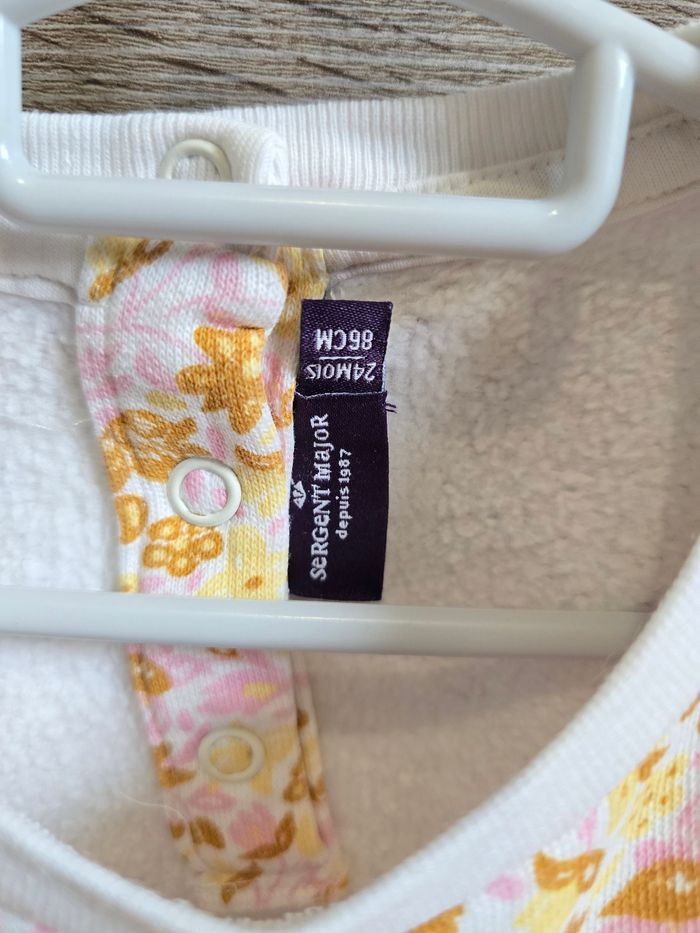 24MOIS
86CM
SeRGeNT MaJoR
depuis 1987